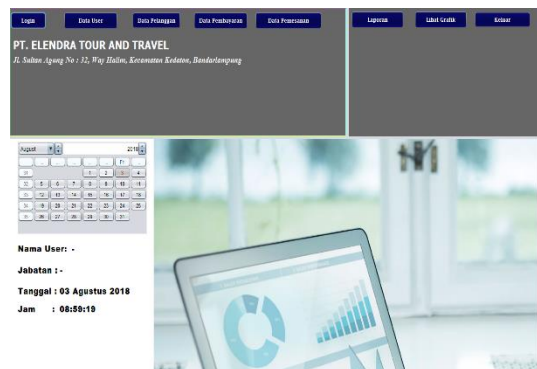 Login Data User Data Pelanggan Data Pembayaran Data Pemesanan Laporan Lihat Grafik Keluar
PT. ELENDRA TOUR AND TRAVEL
Jl. Sultan Agung No : 32, Way Halim, Kecamatan Kedaton, Bandarlampung
August 2018
Fr
1 2 3 4
5 6 7 8 9 10 11
12 13 14 15 16 17 18
19 20 21 22 23 24 25
26 27 28 29 30 31
Nama User: -
Jabatan : -
Tanggal : 03 Agustus 2018
Jam : 08:59:19